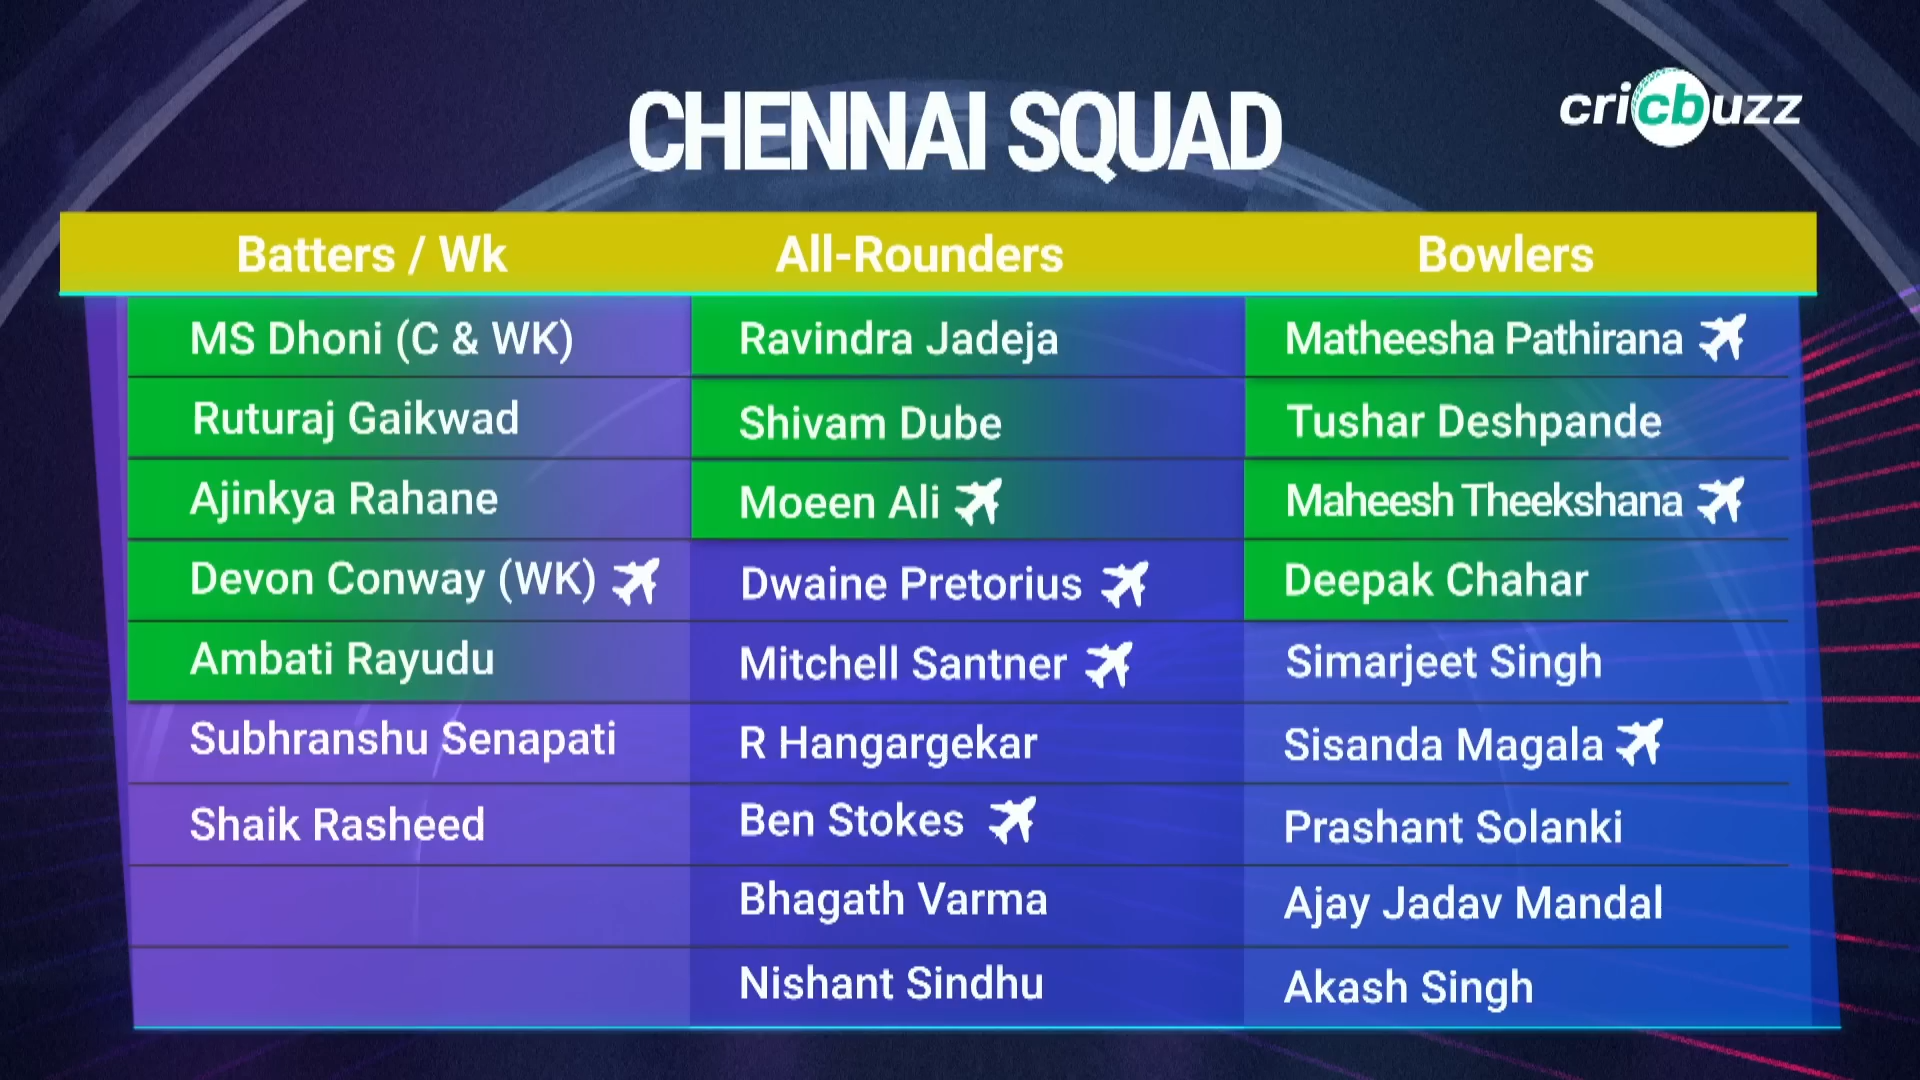 CHENNAI SQUAD
cricbuzz
Batters / Wk All-Rounders Bowlers
MS Dhoni (C & WK) Ravindra Jadeja Matheesha Pathirana
Ruturaj Gaikwad Shivam Dube Tushar Deshpande
Ajinkya Rahane Moeen Ali Maheesh Theekshana
Devon Conway (WK) Dwaine Pretorius Deepak Chahar
Ambati Rayudu Mitchell Santner Simarjeet Singh
Subhranshu Senapati R Hangargekar Sisanda Magala
Shaik Rasheed Ben Stokes Prashant Solanki
Bhagath Varma Ajay Jadav Mandal
Nishant Sindhu Akash Singh